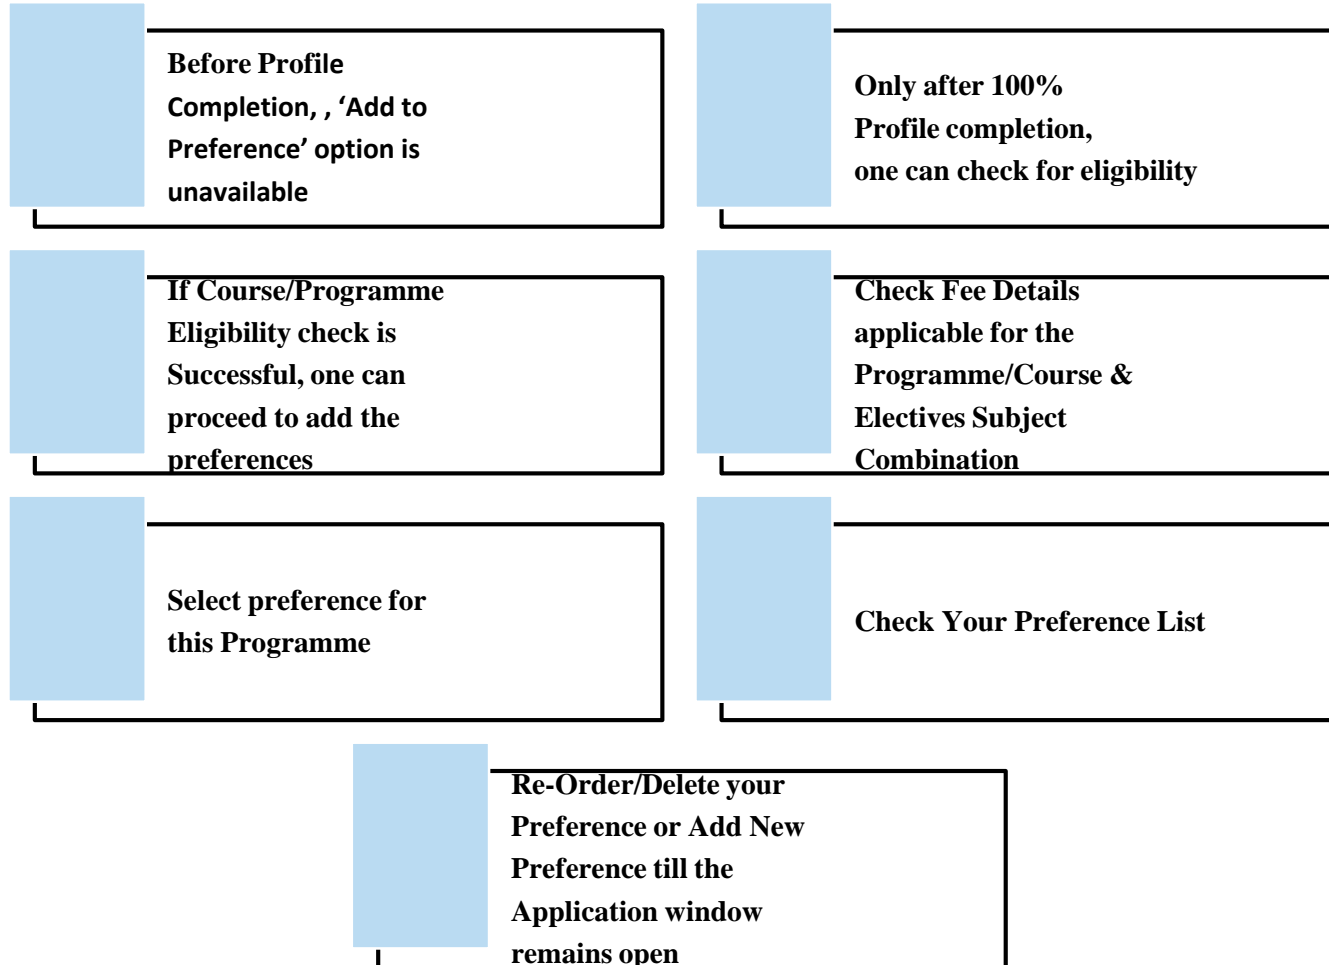 Before Profile
Completion, , ‘Add to
Preference’ option is
unavailable
Only after 100%
Profile completion,
one can check for eligibility
If Course/Programme
Eligibility check is
Successful, one can
proceed to add the
preferences
Check Fee Details
applicable for the
Programme/Course &
Electives Subject
Combination
Select preference for
this Programme
Check Your Preference List
Re-Order/Delete your
Preference or Add New
Preference till the
Application window
remains open